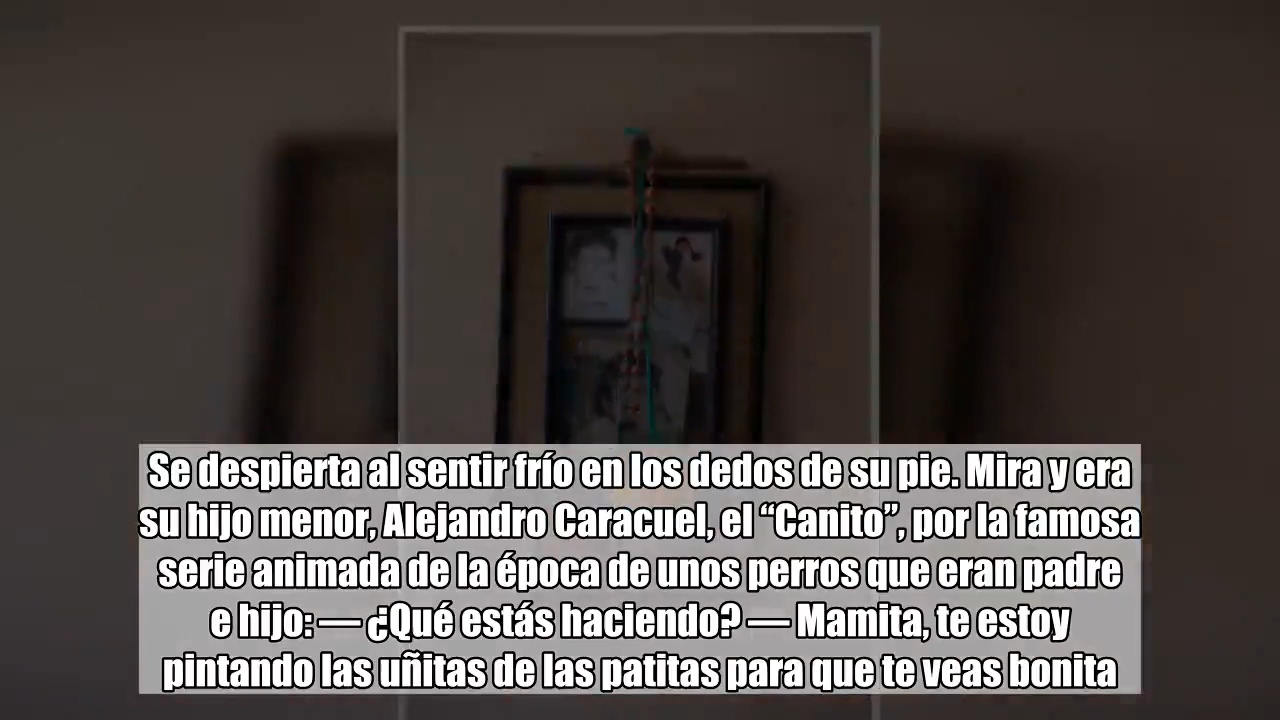 Se despierta al sentir frío en los dedos de su pie. Mira y era
su hijo menor, Alejandro Caracuel, el “Canito”, por la famosa
serie animada de la época de unos perros que eran padre
e hijo: — ¿Qué estás haciendo? — Mamita, te estoy
pintando las uñitas de las patitas para que te veas bonita